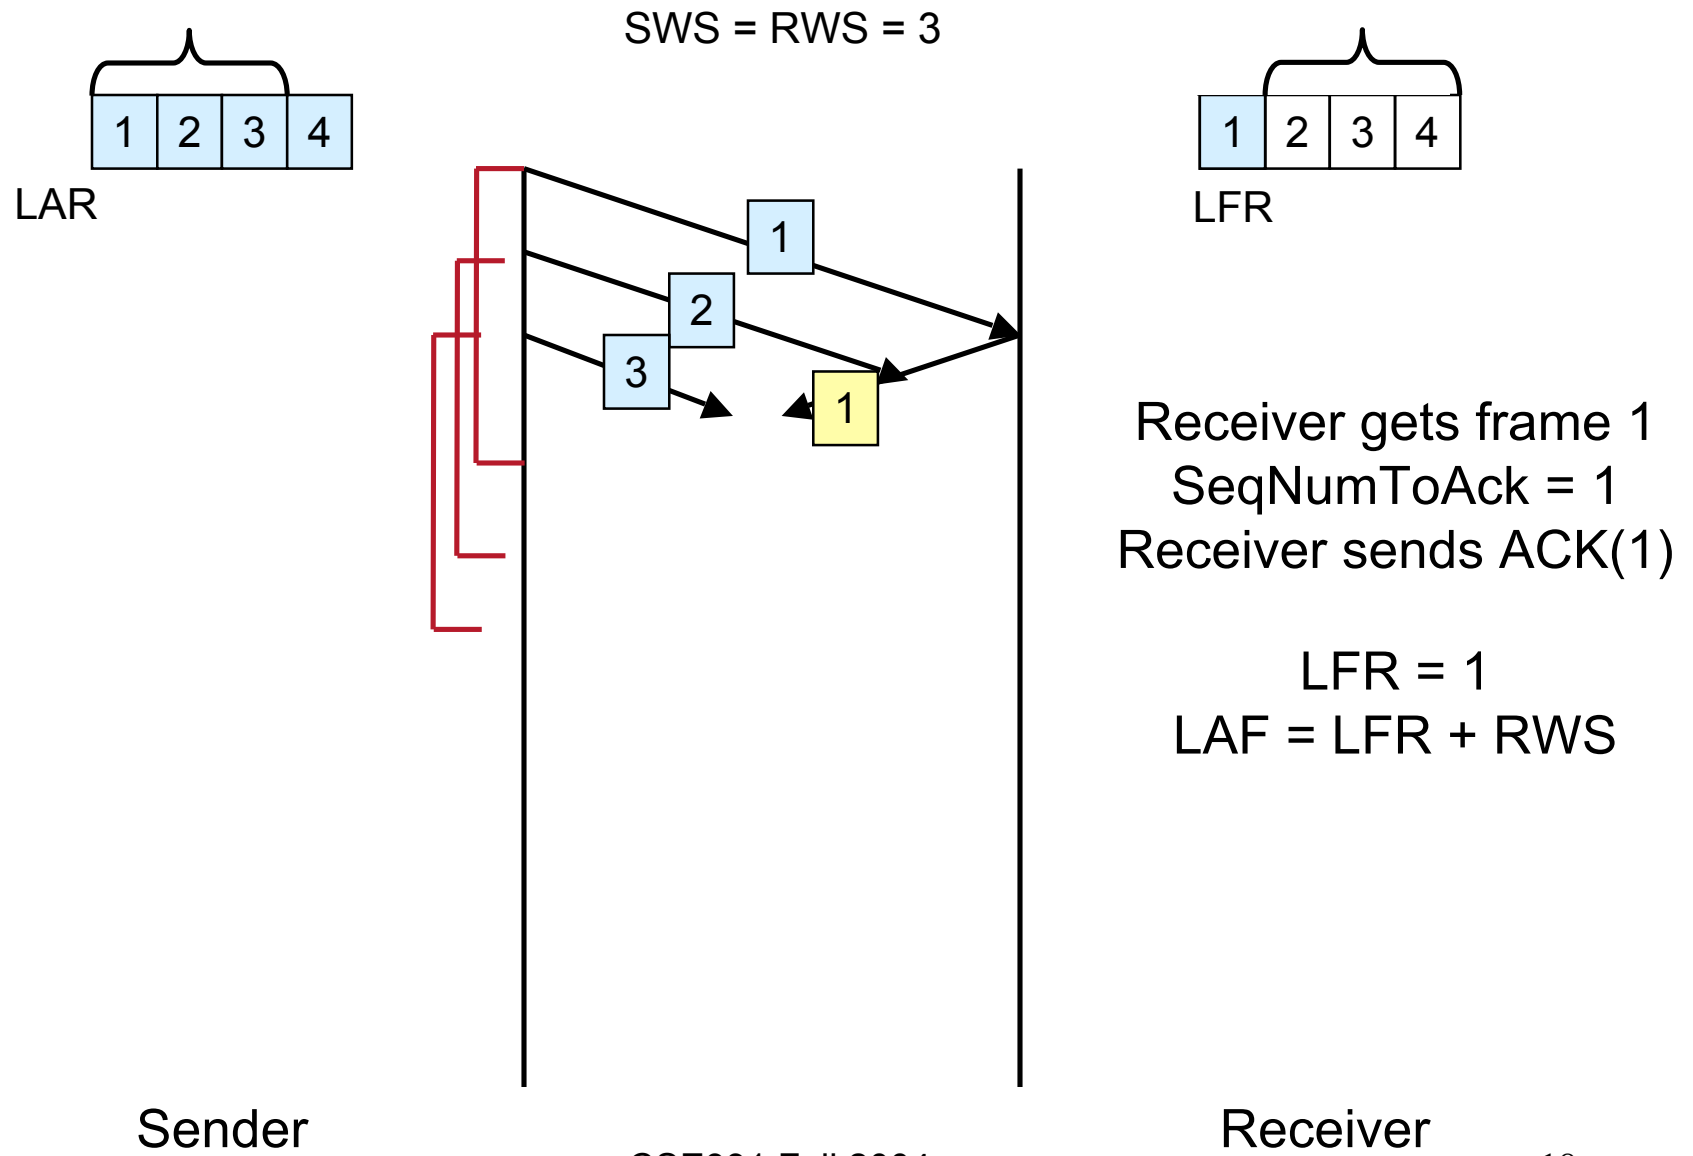 SWS = RWS = 3
1 2 3 4
1 2 3 4
LAR
LFR
1
2
3
1
Receiver gets frame 1
SeqNumToAck = 1
Receiver sends ACK(1)
LFR = 1
LAF = LFR + RWS
Sender
Receiver